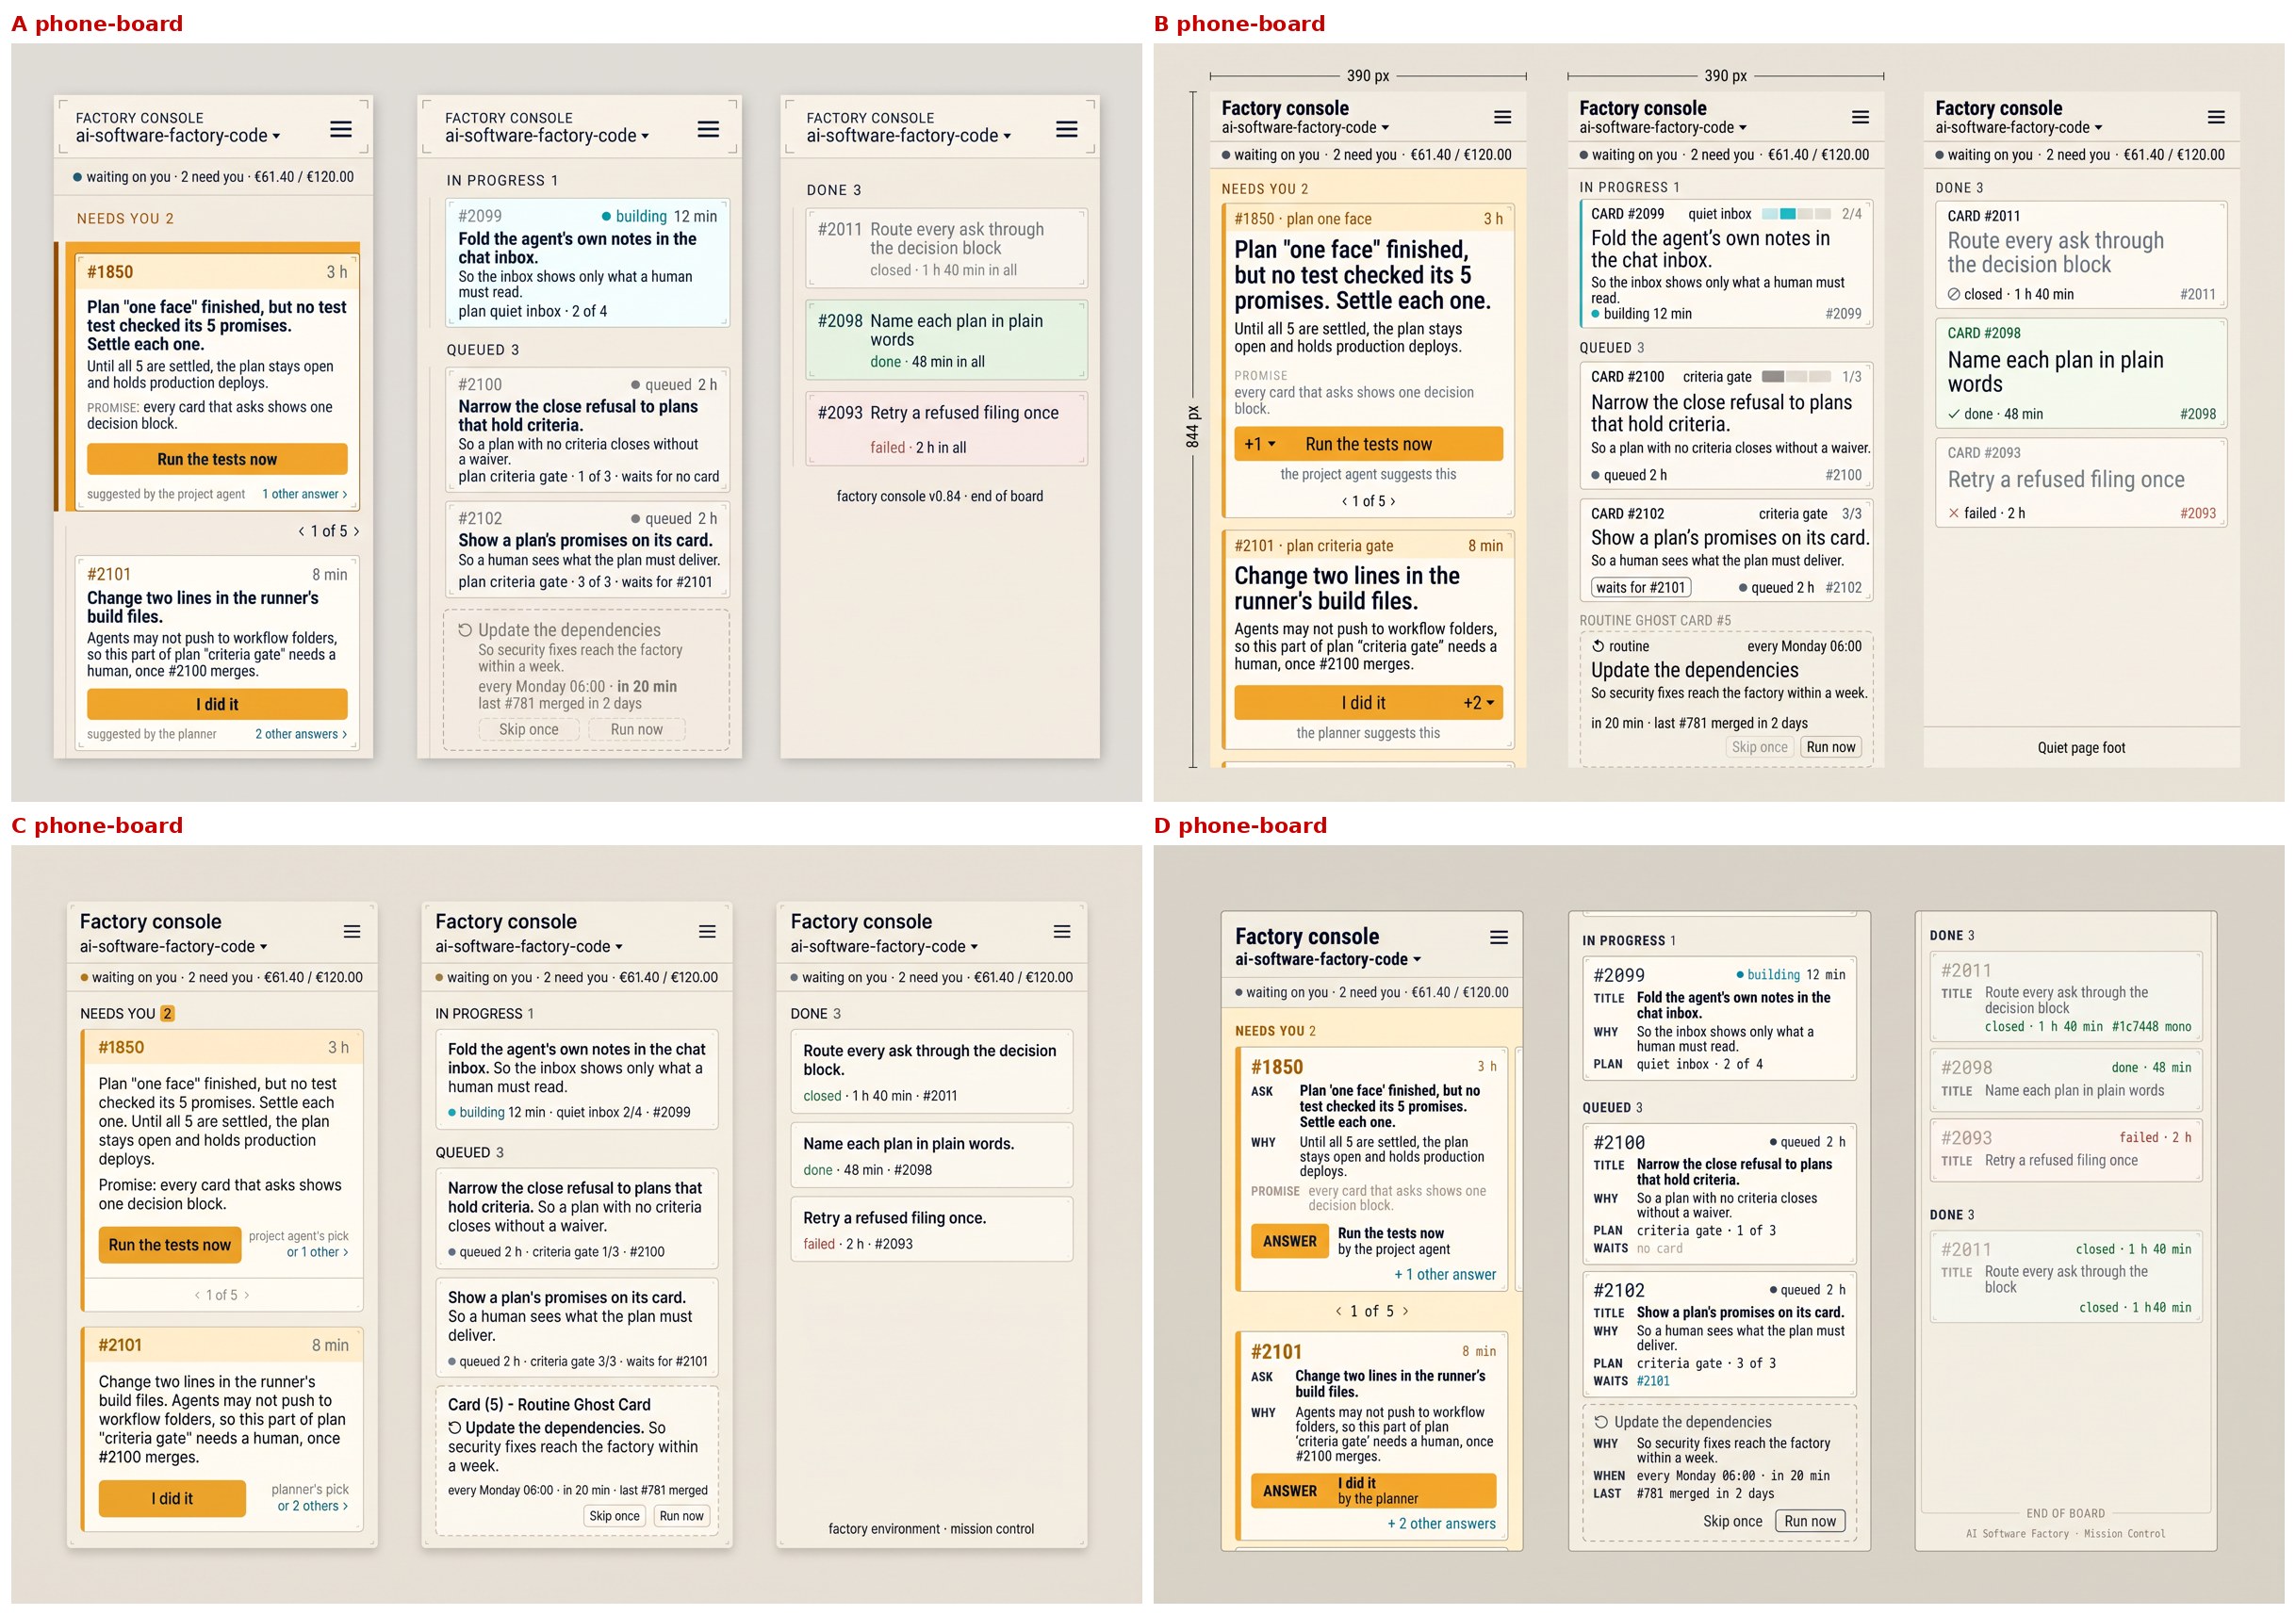 A phone-board
FACTORY CONSOLE
ai-software-factory-code
waiting on you · 2 need you · €61.40 / €120.00
NEEDS YOU 2
#1850 3 h
Plan "one face" finished, but no test
test checked its 5 promises.
Settle each one.
Until all 5 are settled, the plan stays open
and holds production deploys.
PROMISE: every card that asks shows one
decision block.
Run the tests now
suggested by the project agent 1 other answer ›
‹ 1 of 5 ›
#2101 8 min
Change two lines in the runner's
build files.
Agents may not push to workflow folders,
so this part of plan "criteria gate" needs a
human, once #2100 merges.
I did it
suggested by the planner 2 other answers ›
FACTORY CONSOLE
ai-software-factory-code
IN PROGRESS 1
#2099 building 12 min
Fold the agent's own notes in the
chat inbox.
So the inbox shows only what a human
must read.
plan quiet inbox · 2 of 4
QUEUED 3
#2100 queued 2 h
Narrow the close refusal to plans
that hold criteria.
So a plan with no criteria closes without
a waiver.
plan criteria gate · 1 of 3 · waits for no card
#2102 queued 2 h
Show a plan's promises on its card.
So a human sees what the plan must deliver.
plan criteria gate · 3 of 3 · waits for #2101
Update the dependencies
So security fixes reach the factory
within a week.
every Monday 06:00 · in 20 min
last #781 merged in 2 days
Skip once Run now
FACTORY CONSOLE
ai-software-factory-code
DONE 3
#2011 Route every ask through
the decision block
closed · 1 h 40 min in all
#2098 Name each plan in plain
words
done · 48 min in all
#2093 Retry a refused filing once
failed · 2 h in all
factory console v0.84 · end of board
B phone-board
390 px
844 px
Factory console
ai-software-factory-code
waiting on you · 2 need you · €61.40 / €120.00
NEEDS YOU 2
#1850 · plan one face 3 h
Plan "one face" finished,
but no test checked its 5
promises. Settle each one.
Until all 5 are settled, the plan stays
open and holds production deploys.
PROMISE
every card that asks shows one decision
block.
+1 Run the tests now
the project agent suggests this
‹ 1 of 5 ›
#2101 · plan criteria gate 8 min
Change two lines in the
runner's build files.
Agents may not push to workflow folders,
so this part of plan "criteria gate" needs a
human, once #2100 merges.
I did it +2
the planner suggests this
390 px
Factory console
ai-software-factory-code
waiting on you · 2 need you · €61.40 / €120.00
IN PROGRESS 1
CARD #2099 quiet inbox 2/4
Fold the agent's own notes in
the chat inbox.
So the inbox shows only what a human must
read.
building 12 min #2099
QUEUED 3
CARD #2100 criteria gate 1/3
Narrow the close refusal to plans
that hold criteria.
So a plan with no criteria closes without a waiver.
queued 2 h #2100
CARD #2102 criteria gate 3/3
Show a plan's promises on its card.
So a human sees what the plan must deliver.
waits for #2101 queued 2 h #2102
ROUTINE GHOST CARD #5
routine every Monday 06:00
Update the dependencies
So security fixes reach the factory within a week.
in 20 min · last #781 merged in 2 days
Skip once Run now
Factory console
ai-software-factory-code
waiting on you · 2 need you · €61.40 / €120.00
DONE 3
CARD #2011
Route every ask through
the decision block
closed · 1 h 40 min #2011
CARD #2098
Name each plan in plain
words
done · 48 min #2098
CARD #2093
Retry a refused filing once
failed · 2 h #2093
Quiet page foot
C phone-board
Factory console
ai-software-factory-code
waiting on you · 2 need you · €61.40 / €120.00
NEEDS YOU 2
#1850 3 h
Plan "one face" finished, but no test
checked its 5 promises. Settle each
one. Until all 5 are settled, the plan
stays open and holds production
deploys.
Promise: every card that asks shows
one decision block.
Run the tests now
project agent's pick
or 1 other ›
‹ 1 of 5 ›
#2101 8 min
Change two lines in the runner's
build files. Agents may not push to
workflow folders, so this part of plan
"criteria gate" needs a human, once
#2100 merges.
I did it
planner's pick
or 2 others ›
Factory console
ai-software-factory-code
waiting on you · 2 need you · €61.40 / €120.00
IN PROGRESS 1
Fold the agent's own notes in the chat
inbox. So the inbox shows only what a
human must read.
building 12 min · quiet inbox 2/4 · #2099
QUEUED 3
Narrow the close refusal to plans that
hold criteria. So a plan with no criteria
closes without a waiver.
queued 2 h · criteria gate 1/3 · #2100
Show a plan's promises on its card.
So a human sees what the plan must
deliver.
queued 2 h · criteria gate 3/3 · waits for #2101
Card (5) - Routine Ghost Card
Update the dependencies. So
security fixes reach the factory within
a week.
every Monday 06:00 · in 20 min · last #781 merged
Skip once Run now
Factory console
ai-software-factory-code
waiting on you · 2 need you · €61.40 / €120.00
DONE 3
Route every ask through the decision
block.
closed · 1 h 40 min · #2011
Name each plan in plain words.
done · 48 min · #2098
Retry a refused filing once.
failed · 2 h · #2093
factory environment · mission control
D phone-board
Factory console
ai-software-factory-code
waiting on you · 2 need you · €61.40 / €120.00
NEEDS YOU 2
#1850 3 h
ASK Plan 'one face' finished, but no
test checked its 5 promises.
Settle each one.
WHY Until all 5 are settled, the plan
stays open and holds production
deploys.
PROMISE every card that asks shows one
decision block.
ANSWER Run the tests now
by the project agent
+ 1 other answer
‹ 1 of 5 ›
#2101 8 min
ASK Change two lines in the runner's
build files.
WHY Agents may not push to workflow
folders, so this part of plan
'criteria gate' needs a human, once
#2100 merges.
ANSWER I did it
by the planner
+ 2 other answers
IN PROGRESS 1
#2099 building 12 min
TITLE Fold the agent's own notes in the
chat inbox.
WHY So the inbox shows only what a
human must read.
PLAN quiet inbox · 2 of 4
QUEUED 3
#2100 queued 2 h
TITLE Narrow the close refusal to plans
that hold criteria.
WHY So a plan with no criteria closes
without a waiver.
PLAN criteria gate · 1 of 3
WAITS no card
#2102 queued 2 h
TITLE Show a plan's promises on its card.
WHY So a human sees what the plan must
deliver.
PLAN criteria gate · 3 of 3
WAITS #2101
Update the dependencies
WHY So security fixes reach the factory
within a week.
WHEN every Monday 06:00 · in 20 min
LAST #781 merged in 2 days
Skip once Run now
DONE 3
#2011
TITLE Route every ask through the
decision block
closed · 1 h 40 min #1c7448 mono
#2098 done · 48 min
TITLE Name each plan in plain words
#2093 failed · 2 h
TITLE Retry a refused filing once
DONE 3
#2011 closed · 1 h 40 min
TITLE Route every ask through the
block
closed · 1 h40 min
END OF BOARD
AI Software Factory · Mission Control